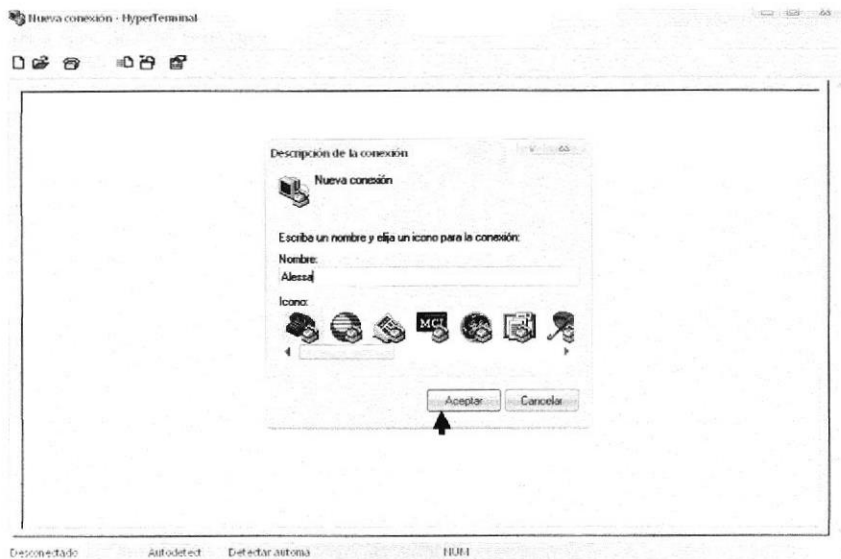 Nueva conexión - HyperTerminal
Descripción de la conexión
Nueva conexión
Escriba un nombre y elija un icono para la conexión:
Nombre:
Alessa
Icono:
MCI
Aceptar Cancelar
Desconectado Autodetect Detectar automá NUM